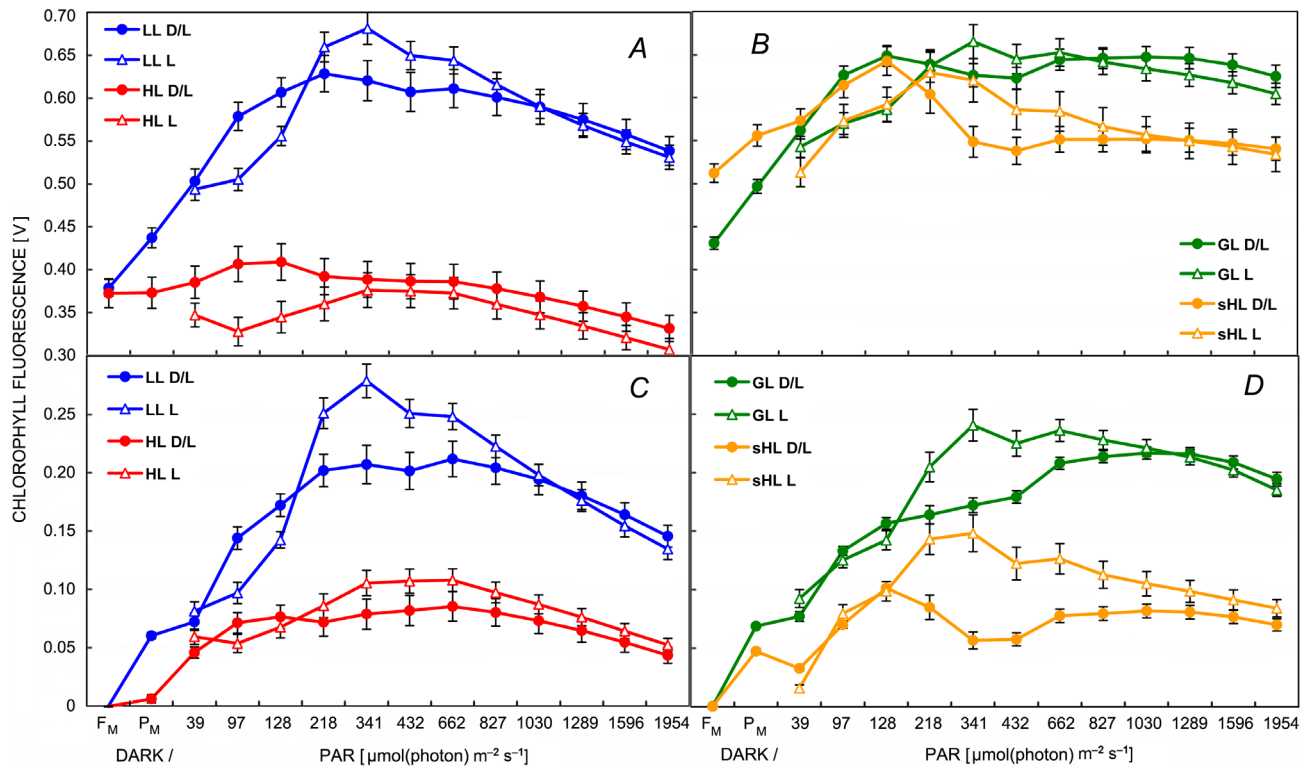 0.70
0.65
0.60
0.55
0.50
0.45
0.40
0.35
0.30
LL D/L
LL L
HL D/L
HL L
A
B
GL D/L
GL L
sHL D/L
sHL L
CHLOROPHYLL FLUORESCENCE [ V]
0.25
0.20
0.15
0.10
0.05
0
LL D/L
LL L
HL D/L
HL L
C
GL D/L
GL L
sHL D/L
sHL L
D
FM PM 39 97 128 218 341 432 662 827 1030 1289 1596 1954
FM PM 39 97 128 218 341 432 662 827 1030 1289 1596 1954
DARK / PAR [ µmol(photon) m⁻² s⁻¹]
DARK / PAR [ µmol(photon) m⁻² s⁻¹]